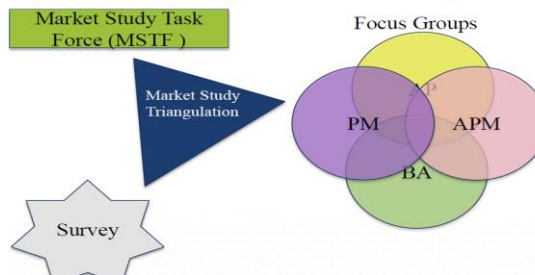 Market Study Task
Force (MSTF )
Focus Groups
AP
Market Study
Triangulation
PM
APM
BA
Survey